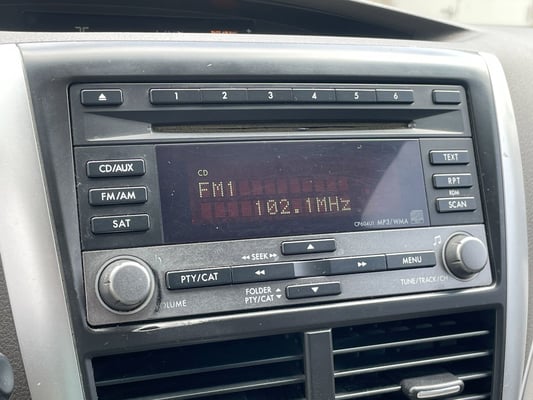 1 2 3 4 5 6
CD/AUX
FM/AM
SAT
CD
FM1
102.1MHz
CP604U1 MP3/WMA
TEXT
RPT
RDM
SCAN
SEEK
PTY/CAT
MENU
VOLUME
FOLDER
PTY/CAT
TUNE/TRACK/CH